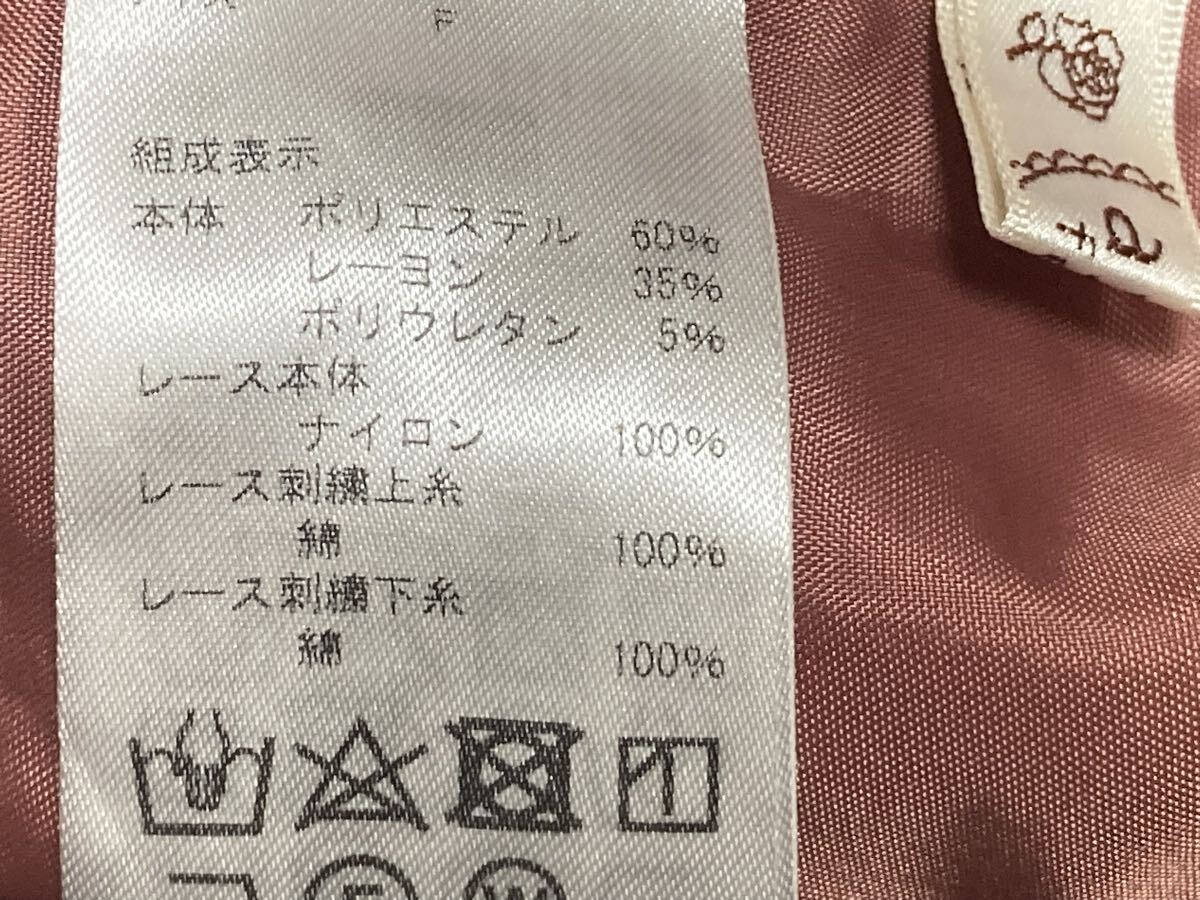 F
組成表示
本体 ポリエステル 60%
レーヨン 35%
ポリウレタン 5%
レース本体
ナイロン 100%
レース刺繍上糸
綿 100%
レース刺繍下糸
綿 100%